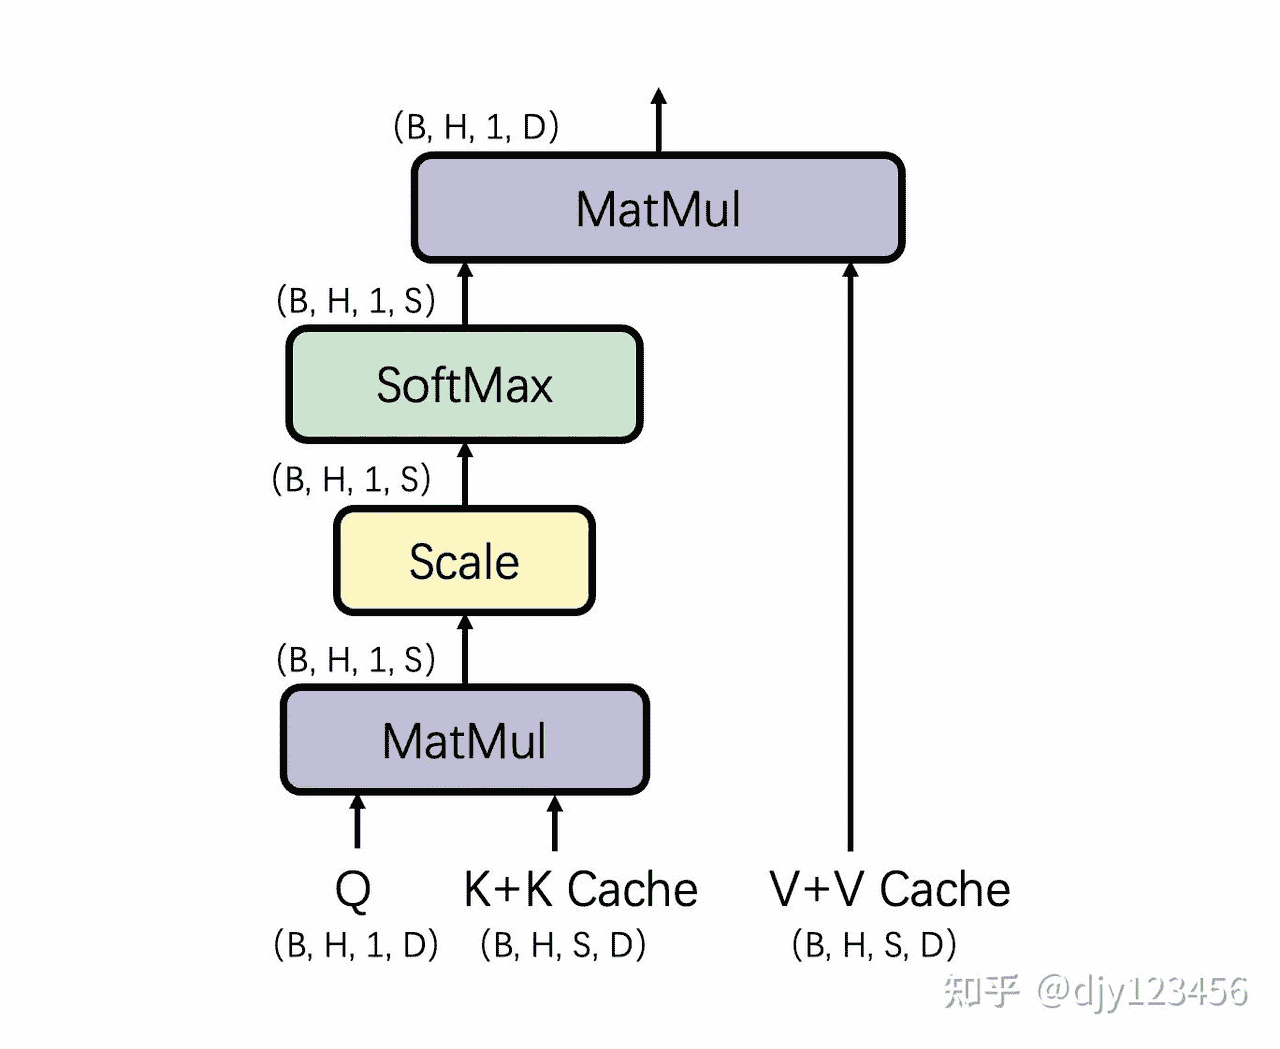 (B, H, 1, D)
MatMul
(B, H, 1, S)
SoftMax
(B, H, 1, S)
Scale
(B, H, 1, S)
MatMul
Q K+K Cache V+V Cache
(B, H, 1, D) (B, H, S, D) (B, H, S, D)
知乎 @djy123456